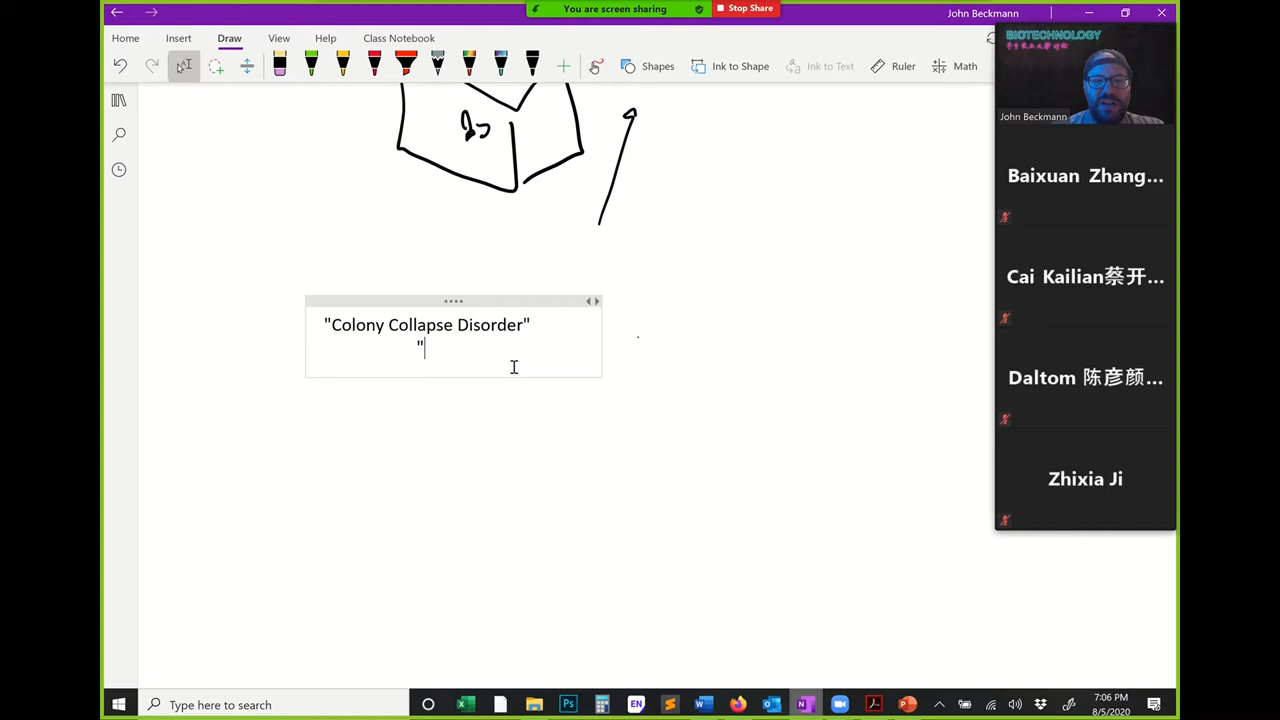 You are screen sharing
Stop Share
John Beckmann
Home
Insert
Draw
View
Help
Class Notebook
Shapes
Ink to Shape
Ink to Text
Ruler
Math
BIOTECHNOLOGY
John Beckmann
Baixuan Zhang...
Cai Kailian蔡开...
Daltom 陈彦颜...
Zhixia Ji
"Colony Collapse Disorder"
"
Type here to search
EN
7:06 PM
8/5/2020